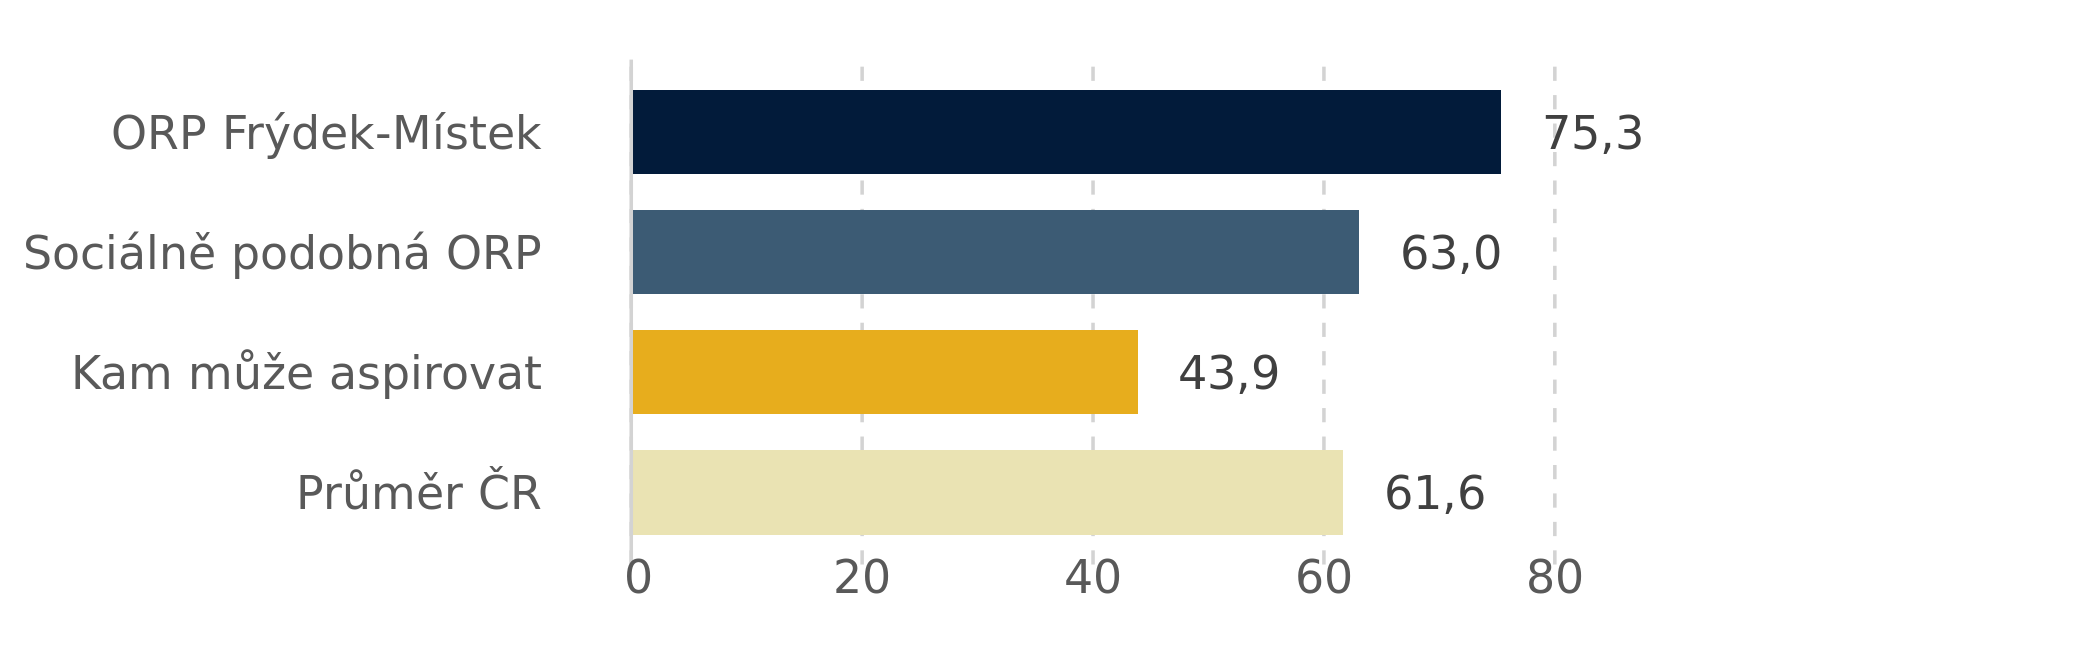 ORP Frýdek-Místek 75,3
Sociálně podobná ORP 63,0
Kam může aspirovat 43,9
Průměr ČR 61,6
0 20 40 60 80